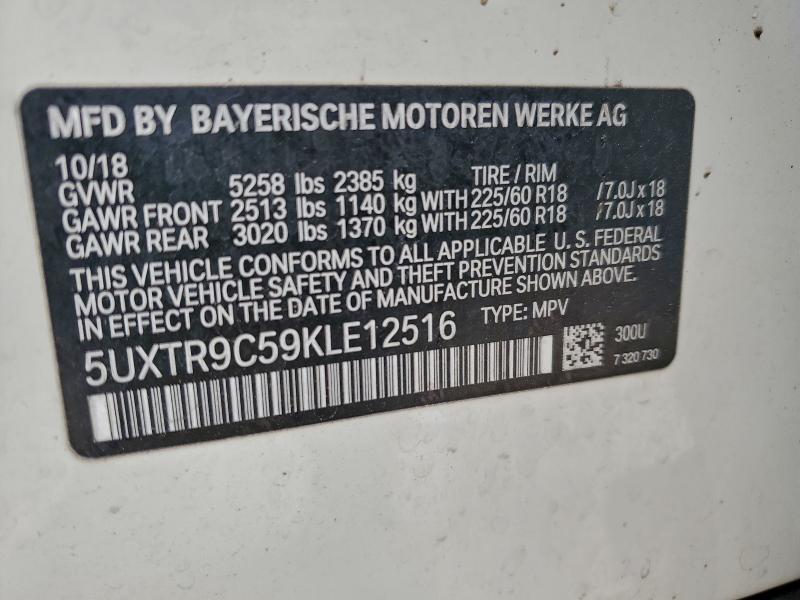 MFD BY BAYERISCHE MOTOREN WERKE AG
10/18 TIRE / RIM
GVWR 5258 lbs 2385 kg
GAWR FRONT 2513 lbs 1140 kg WITH 225/60 R18 /7.0J x 18
GAWR REAR 3020 lbs 1370 kg WITH 225/60 R18 /7.0J x 18
THIS VEHICLE CONFORMS TO ALL APPLICABLE U. S. FEDERAL
MOTOR VEHICLE SAFETY AND THEFT PREVENTION STANDARDS
IN EFFECT ON THE DATE OF MANUFACTURE SHOWN ABOVE.
5UXTR9C59KLE12516 TYPE: MPV
300U
7 320 730